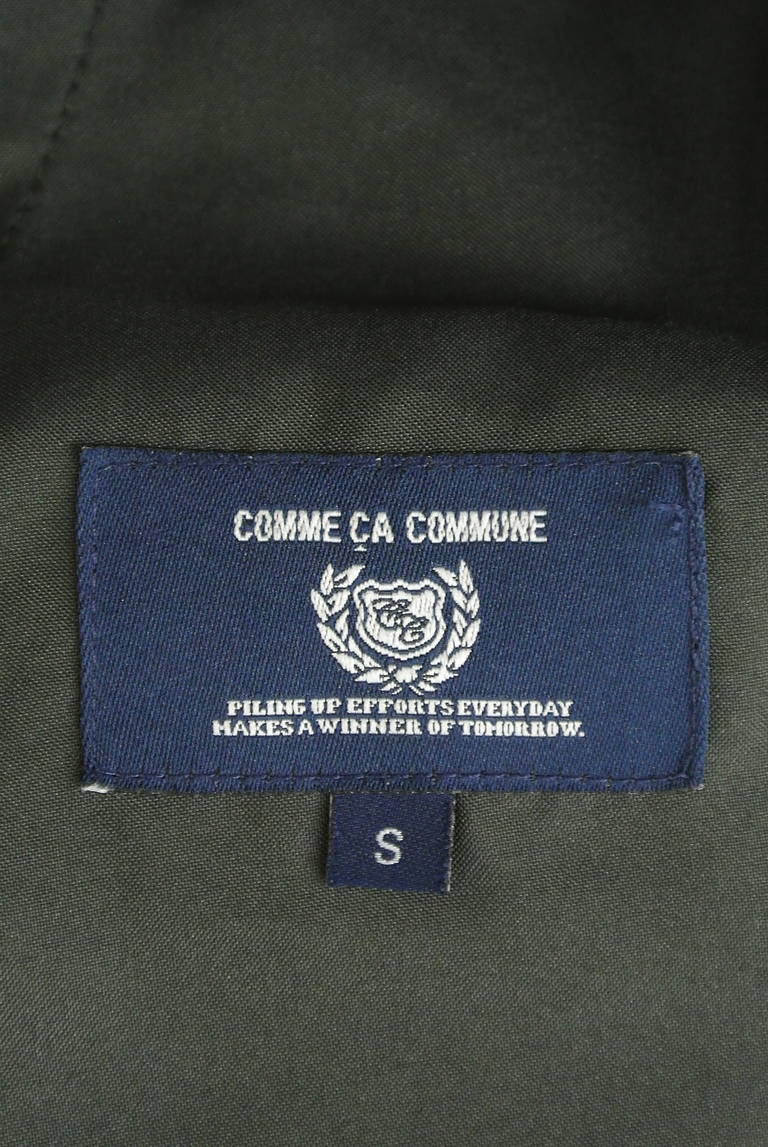 COMME ÇA COMMUNE
PILING UP EFFORTS EVERYDAY
MAKES A WINNER OF TOMORROW.
S